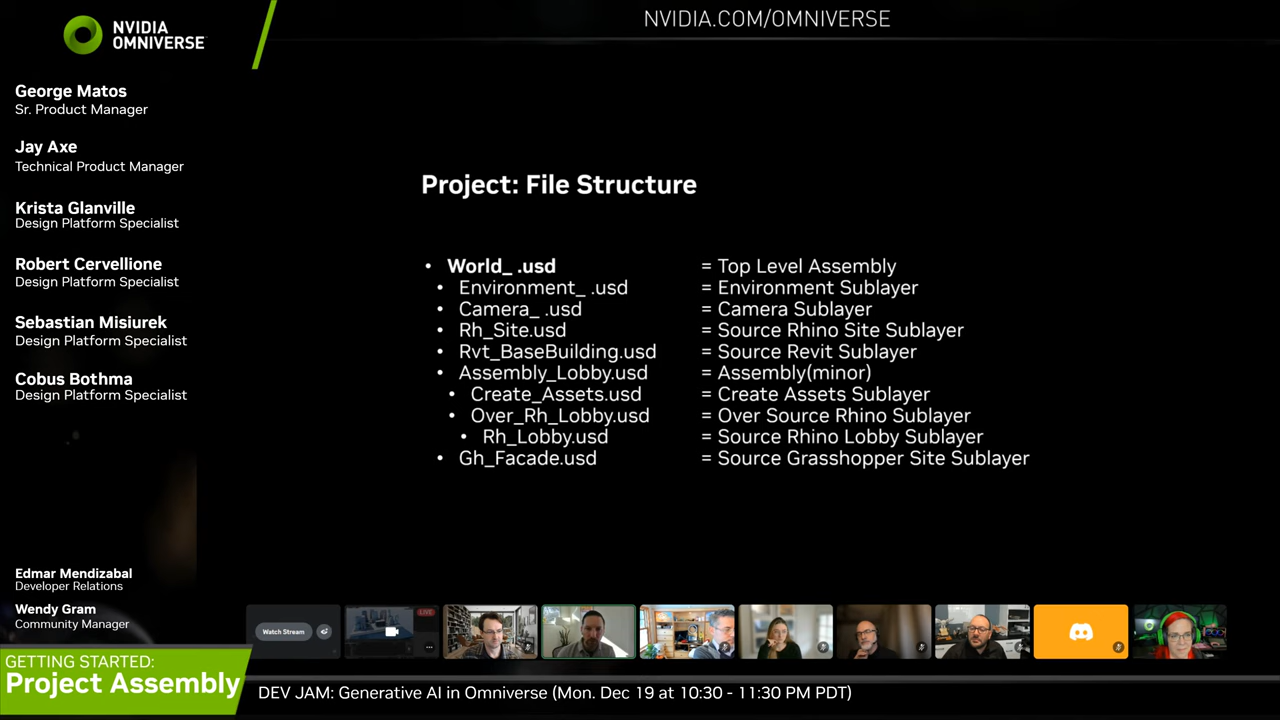 NVIDIA
OMNIVERSE
NVIDIA.COM/OMNIVERSE
George Matos
Sr. Product Manager
Jay Axe
Technical Product Manager
Krista Glanville
Design Platform Specialist
Robert Cervellione
Design Platform Specialist
Sebastian Misiurek
Design Platform Specialist
Cobus Bothma
Design Platform Specialist
Project: File Structure
• World_ .usd = Top Level Assembly
• Environment_ .usd = Environment Sublayer
• Camera_ .usd = Camera Sublayer
• Rh_Site.usd = Source Rhino Site Sublayer
• Rvt_BaseBuilding.usd = Source Revit Sublayer
• Assembly_Lobby.usd = Assembly(minor)
• Create_Assets.usd = Create Assets Sublayer
• Over_Rh_Lobby.usd = Over Source Rhino Sublayer
• Rh_Lobby.usd = Source Rhino Lobby Sublayer
• Gh_Facade.usd = Source Grasshopper Site Sublayer
Edmar Mendizabal
Developer Relations
Wendy Gram
Community Manager
Watch Stream
LIVE
GETTING STARTED:
Project Assembly
DEV JAM: Generative AI in Omniverse (Mon. Dec 19 at 10:30 - 11:30 PM PDT)